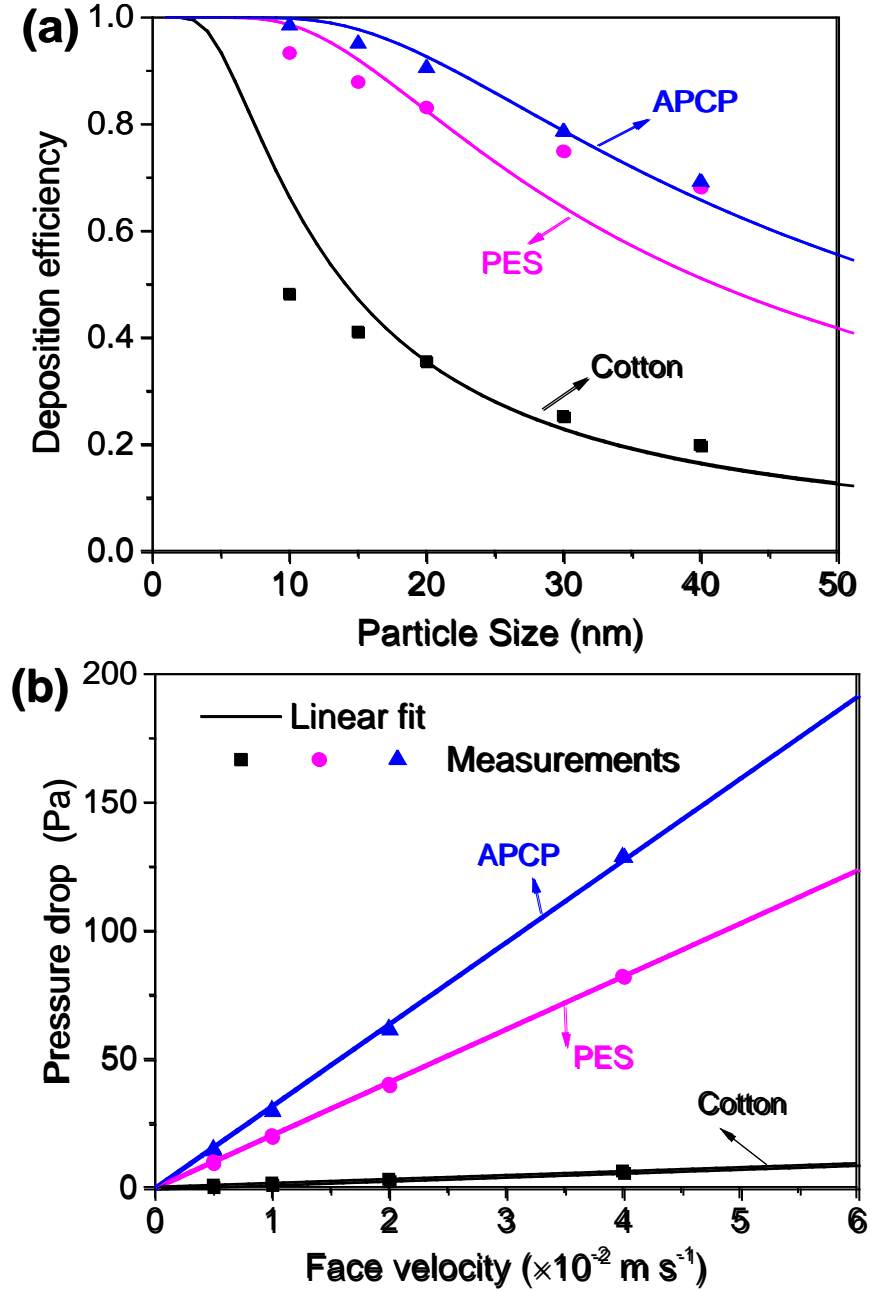 (a)
1.0
0.8
0.6
0.4
0.2
0.0
Deposition efficiency
APCP
PES
Cotton
0 10 20 30 40 50
Particle Size (nm)
(b)
200
150
100
50
0
Pressure drop (Pa)
Linear fit
Measurements
APCP
PES
Cotton
0 1 2 3 4 5 6
Face velocity (×10⁻² m s⁻¹)